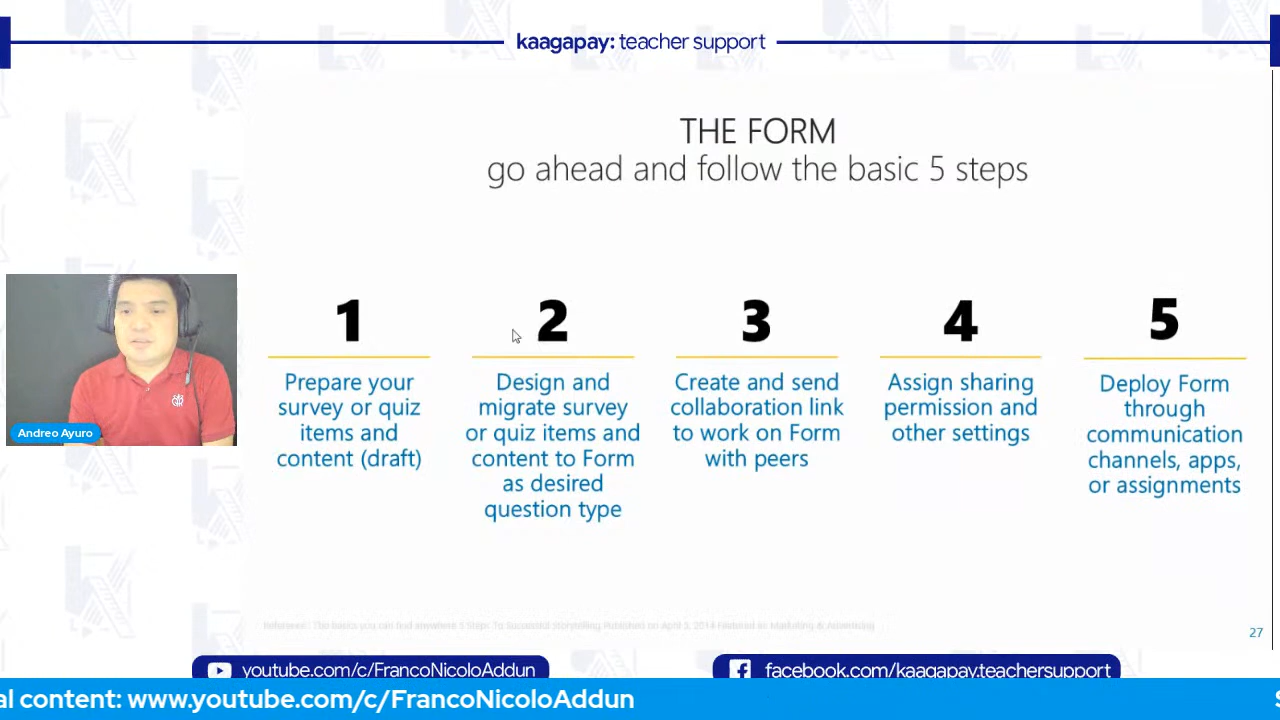 kaagapay: teacher support
THE FORM
go ahead and follow the basic 5 steps
1
Prepare your
survey or quiz
items and
content (draft)
2
Design and
migrate survey
or quiz items and
content to Form
as desired
question type
3
Create and send
collaboration link
to work on Form
with peers
4
Assign sharing
permission and
other settings
5
Deploy Form
through
communication
channels, apps,
or assignments
Andreo Ayuro
27
youtube.com/c/FrancoNicoloAddun
facebook.com/kaagapay.teachersupport
al content: www.youtube.com/c/FrancoNicoloAddun